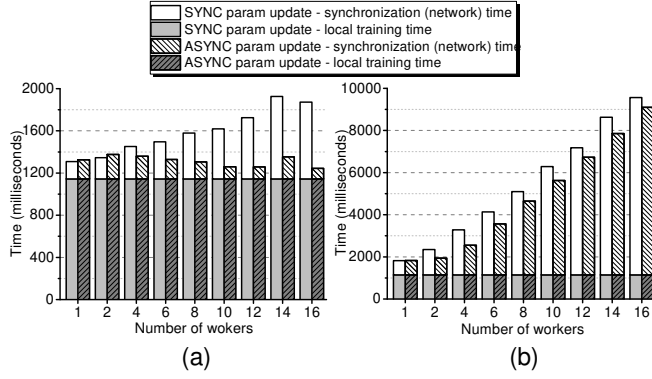 SYNC param update - synchronization (network) time
SYNC param update - local training time
ASYNC param update - synchronization (network) time
ASYNC param update - local training time
2000
1600
1200
800
400
0
Time (milliseconds)
1 2 4 6 8 10 12 14 16
Number of wokers
(a)
10000
8000
6000
4000
2000
0
Time (milliseconds)
1 2 4 6 8 10 12 14 16
Number of wokers
(b)